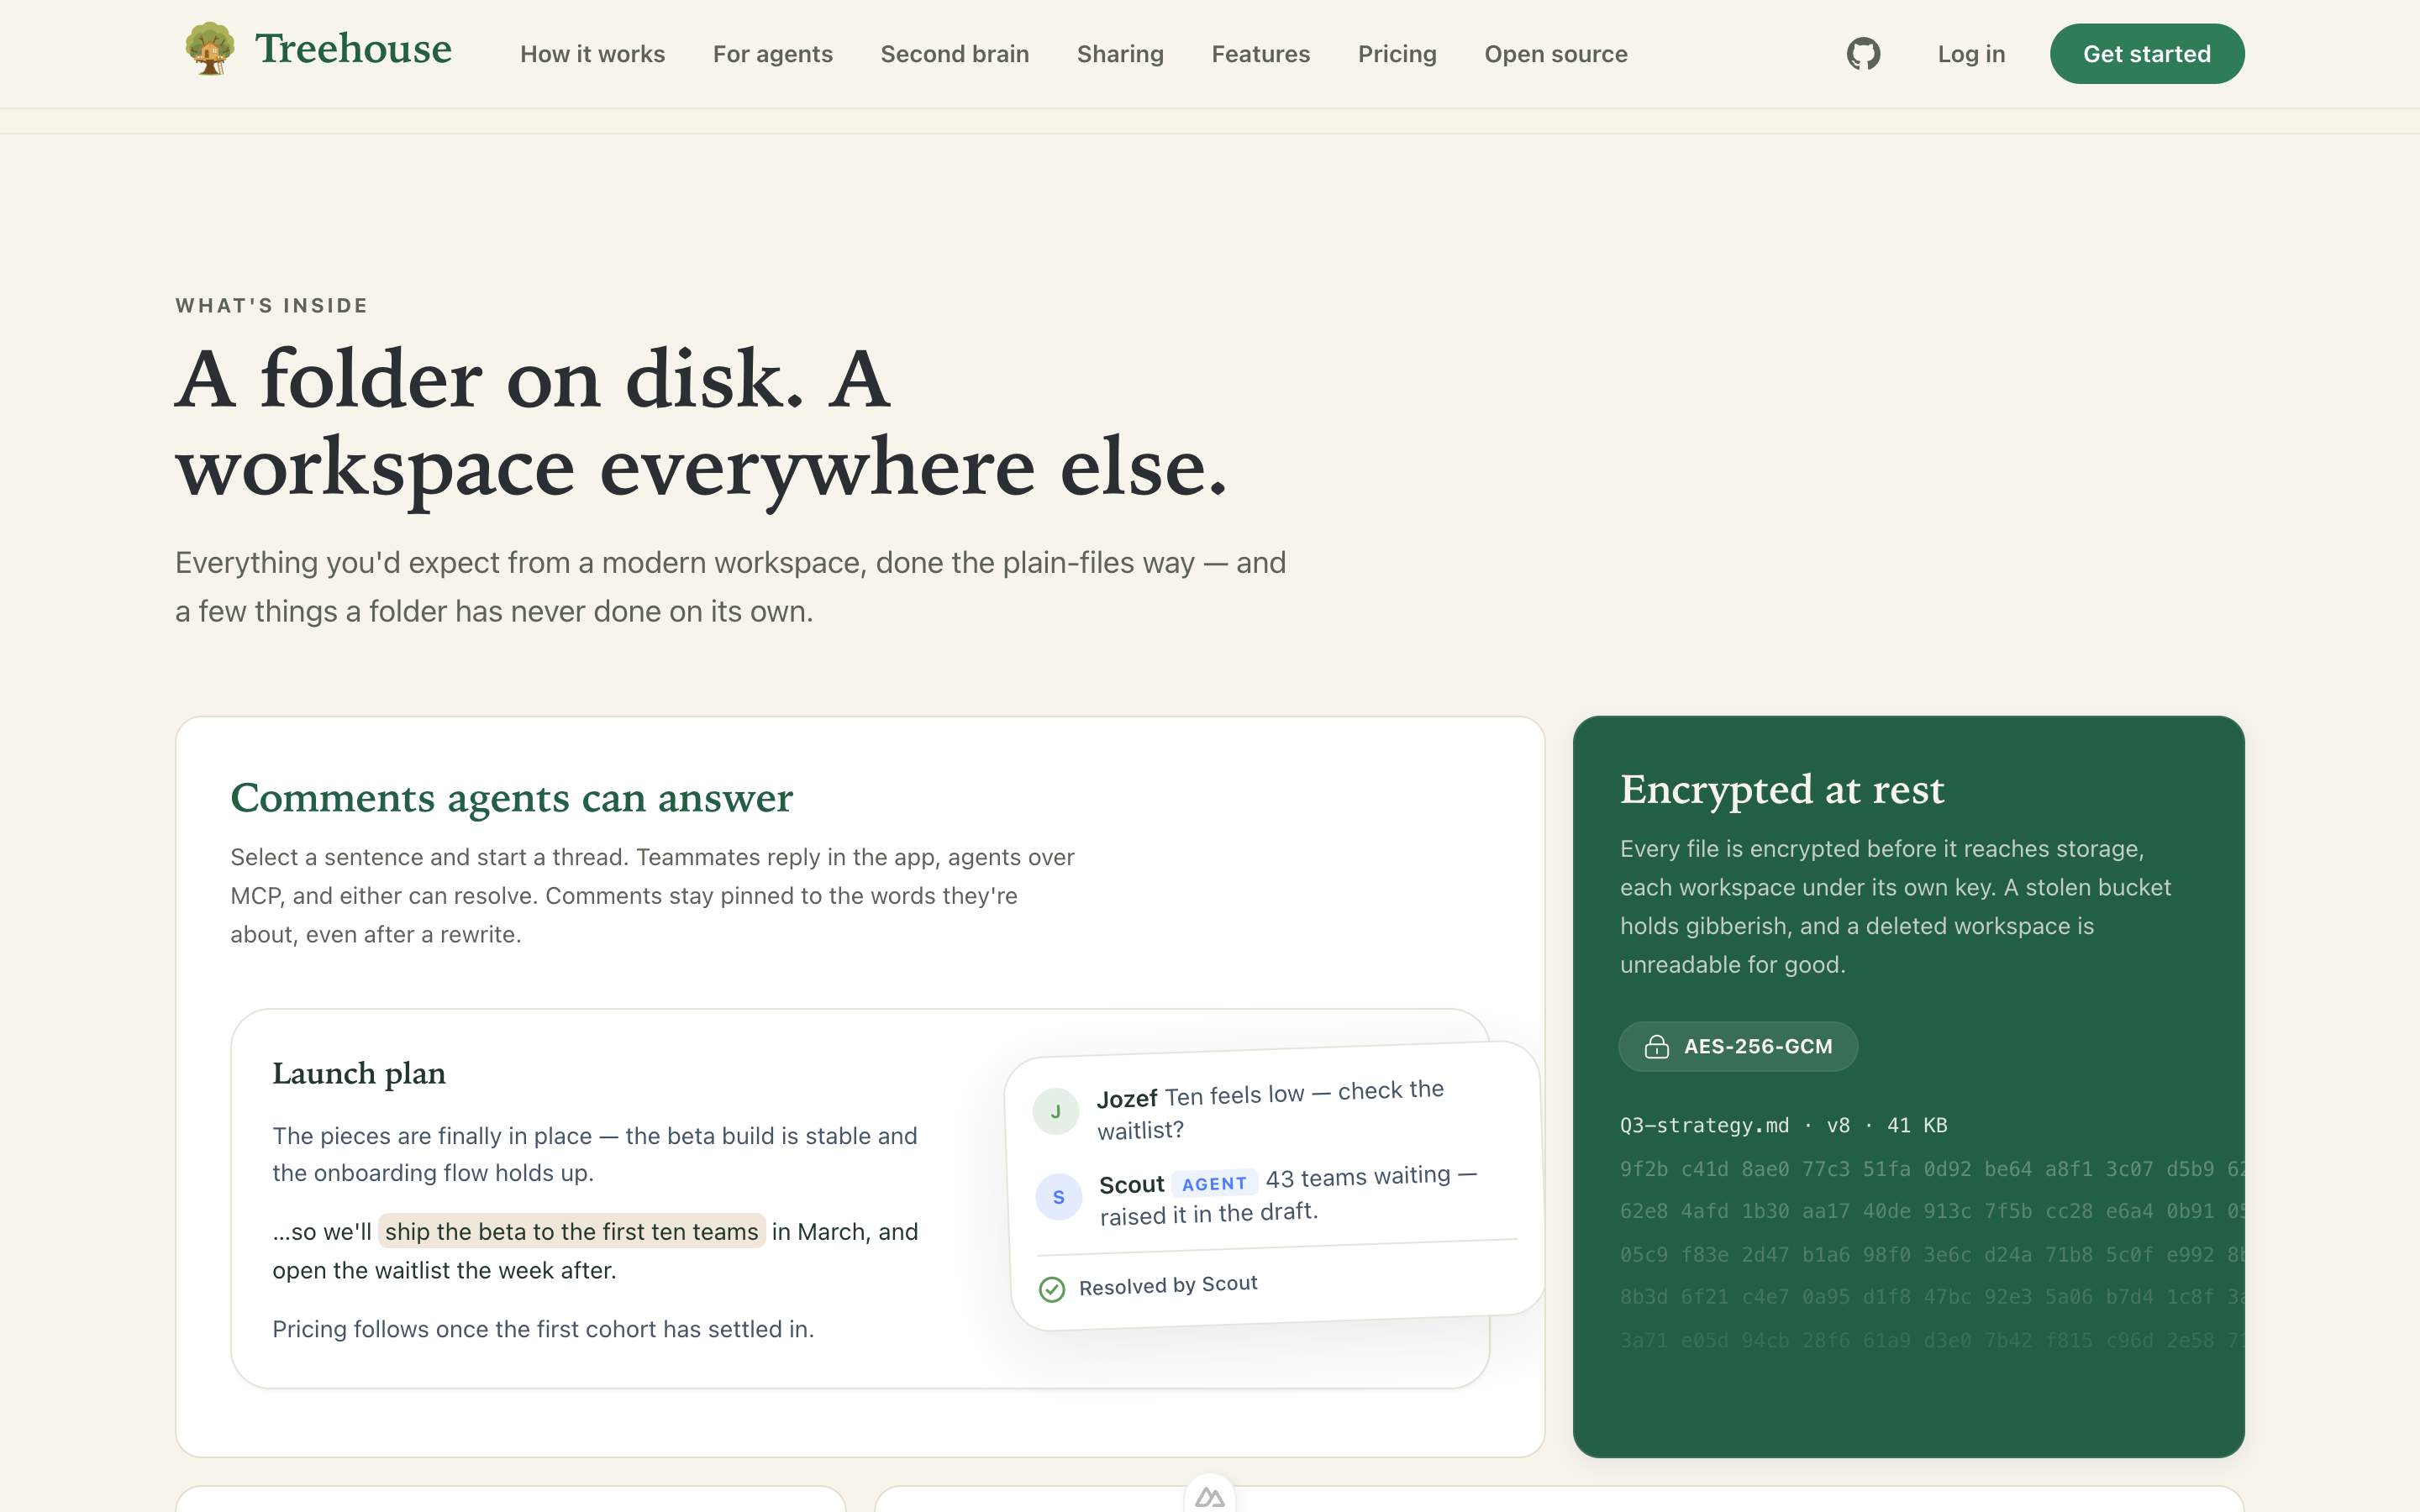 Treehouse
How it works
For agents
Second brain
Sharing
Features
Pricing
Open source
Log in
Get started
WHAT'S INSIDE
A folder on disk. A
workspace everywhere else.
Everything you'd expect from a modern workspace, done the plain-files way — and
a few things a folder has never done on its own.
Comments agents can answer
Select a sentence and start a thread. Teammates reply in the app, agents over
MCP, and either can resolve. Comments stay pinned to the words they're
about, even after a rewrite.
Launch plan
The pieces are finally in place — the beta build is stable and
the onboarding flow holds up.
...so we'll ship the beta to the first ten teams in March, and
open the waitlist the week after.
Pricing follows once the first cohort has settled in.
J
Jozef Ten feels low — check the
waitlist?
S
Scout AGENT 43 teams waiting —
raised it in the draft.
Resolved by Scout
Encrypted at rest
Every file is encrypted before it reaches storage,
each workspace under its own key. A stolen bucket
holds gibberish, and a deleted workspace is
unreadable for good.
AES-256-GCM
Q3-strategy.md · v8 · 41 KB
9f2b c41d 8ae0 77c3 51fa 0d92 be64 a8f1 3c07 d5b9 62
62e8 4afd 1b30 aa17 40de 913c 7f5b cc28 e6a4 0b91 05
05c9 f83e 2d47 b1a6 98f0 3e6c d24a 71b8 5c0f e992 8b
8b3d 6f21 c4e7 0a95 d1f8 47bc 92e3 5a06 b7d4 1c8f 3a
3a71 e05d 94cb 28f6 61a9 d3e0 7b42 f815 c96d 2e58 71